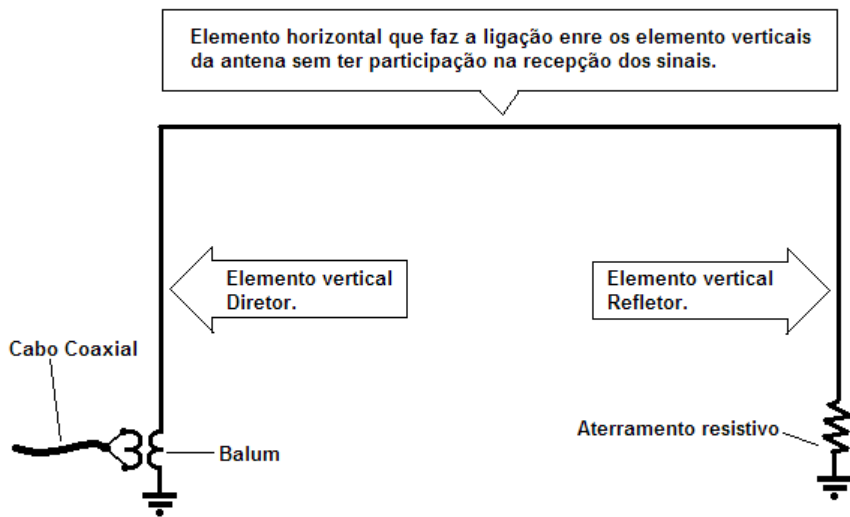 Elemento horizontal que faz a ligação enre os elemento verticais
da antena sem ter participação na recepção dos sinais.
Elemento vertical
Diretor.
Elemento vertical
Refletor.
Cabo Coaxial
Balum
Aterramento resistivo